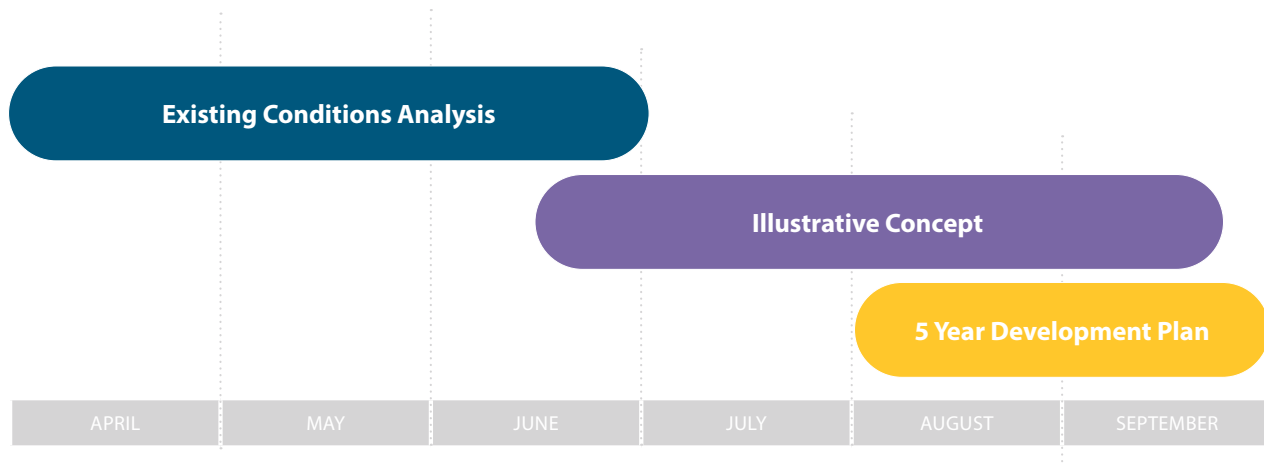 Existing Conditions Analysis
Illustrative Concept
5 Year Development Plan
APRIL MAY JUNE JULY AUGUST SEPTEMBER